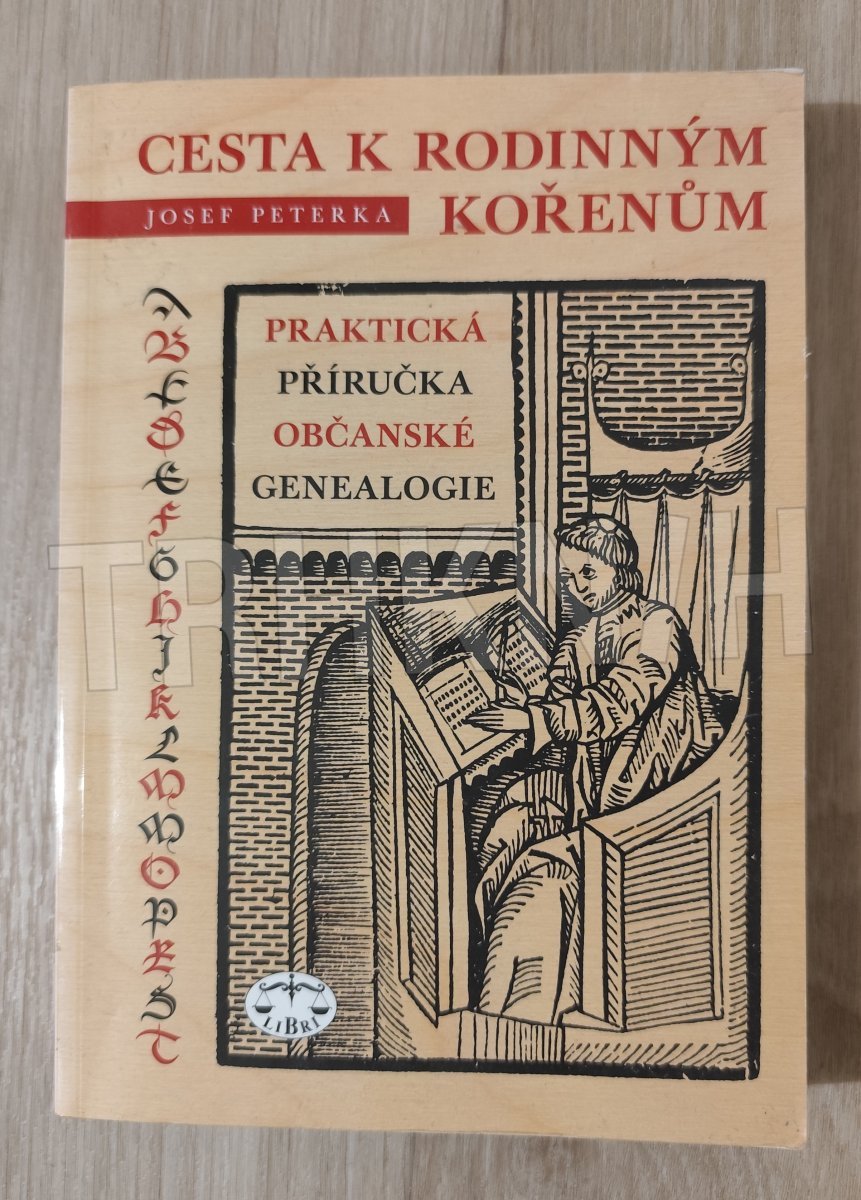 CESTA K RODINNÝM
JOSEF PETERKA
KOŘENŮM
PRAKTICKÁ
PŘÍRUČKA
OBČANSKÉ
GENEALOGIE
LIBRI